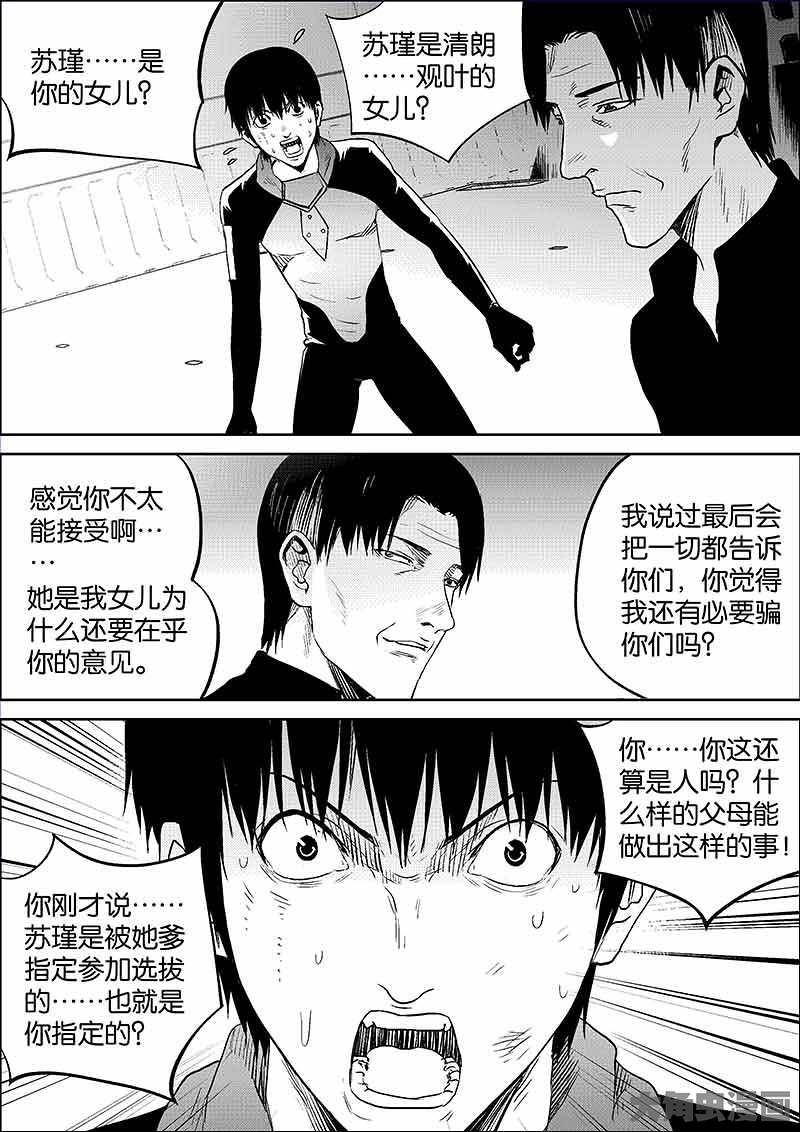 苏瑾……是
你的女儿？
苏瑾是清朗
……观叶的
女儿？
感觉你不太
能接受啊…
…
她是我女儿为
什么还要在乎
你的意见。
我说过最后会
把一切都告诉
你们，你觉得
我还有必要骗
你们吗？
你……你这还
算是人吗？什
么样的父母能
做出这样的事！
你刚才说……
苏瑾是被她爹
指定参加选拔
的……也就是
你指定的？
大角虫漫画